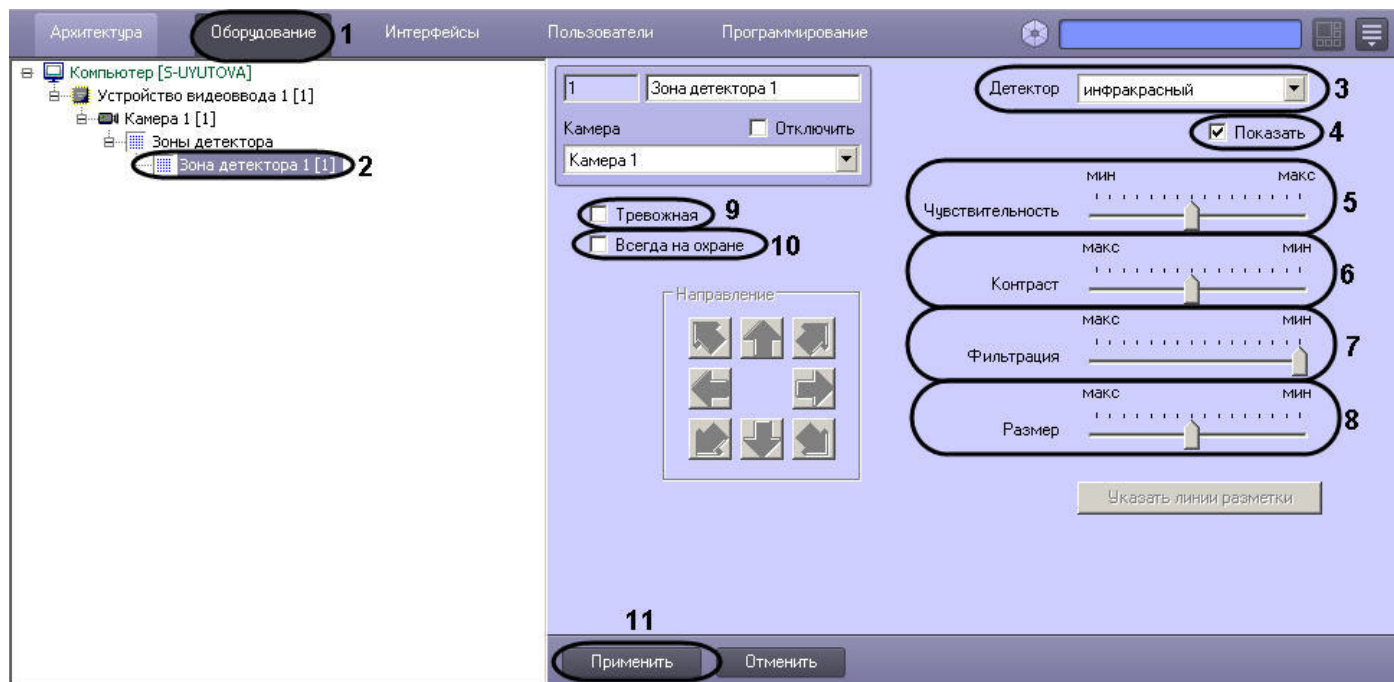 Архитектура Оборудование 1 Интерфейсы Пользователи Программирование
Компьютер [S-UYUTOVA]
Устройство видеоввода 1 [1]
Камера 1 [1]
Зоны детектора
Зона детектора 1 [1] 2
1 Зона детектора 1
Камера Отключить
Камера 1
Тревожная 9
Всегда на охране 10
Направление
Детектор инфракрасный 3
Показать 4
мин макс
Чувствительность 5
макс мин
Контраст 6
макс мин
Фильтрация 7
макс мин
Размер 8
Указать линии разметки
11
Применить Отменить